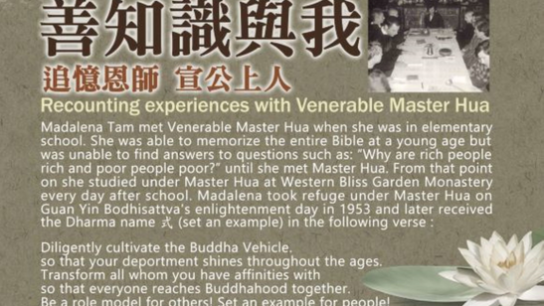 善知識與我
追憶恩師 宣公上人
Recounting experiences with Venerable Master Hua
Madalena Tam met Venerable Master Hua when she was in elementary
school. She was able to memorize the entire Bible at a young age but
was unable to find answers to questions such as: “Why are rich people
rich and poor people poor?” until she met Master Hua. From that point
on she studied under Master Hua at Western Bliss Garden Monastery
every day after school. Madalena took refuge under Master Hua on
Guan Yin Bodhisattva's enlightenment day in 1953 and later received
the Dharma name 式 (set an example) in the following verse :
Diligently cultivate the Buddha Vehicle.
so that your deportment shines throughout the ages.
Transform all whom you have affinities with
so that everyone reaches Buddhahood together.
Be a role model for others! Set an example for people!